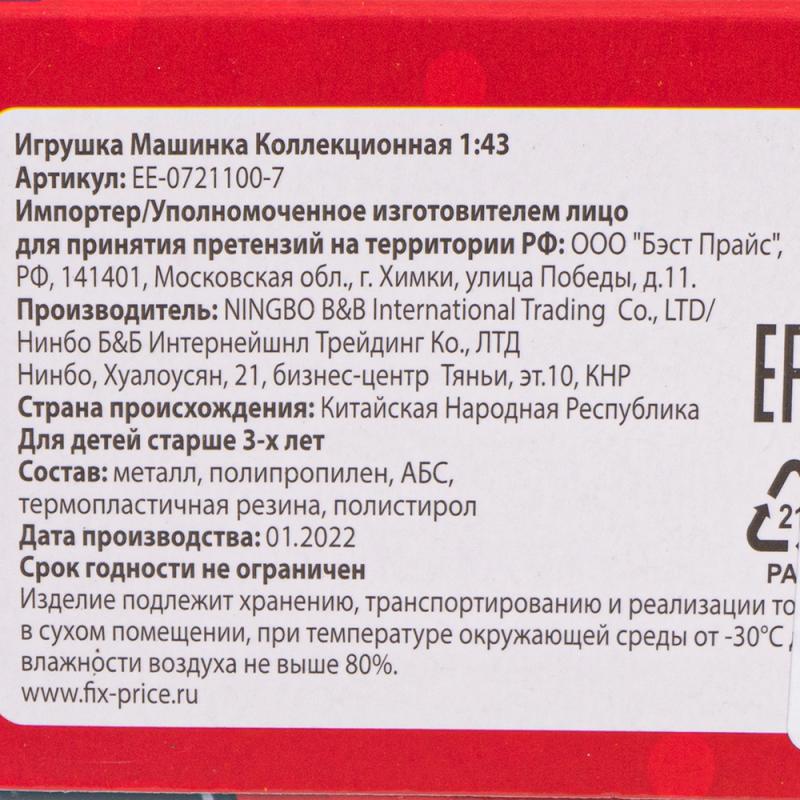 Игрушка Машинка Коллекционная 1:43
Артикул: EE-0721100-7
Импортер/Уполномоченное изготовителем лицо
для принятия претензий на территории РФ: ООО "Бэст Прайс",
РФ, 141401, Московская обл., г. Химки, улица Победы, д.11.
Производитель: NINGBO B&B International Trading Co., LTD/
Нинбо Б&Б Интернейшнл Трейдинг Ко., ЛТД
Нинбо, Хуалоусян, 21, бизнес-центр Тяньи, эт.10, КНР
Страна происхождения: Китайская Народная Республика
Для детей старше 3-х лет
Состав: металл, полипропилен, АБС,
термопластичная резина, полистирол
Дата производства: 01.2022
Срок годности не ограничен
Изделие подлежит хранению, транспортированию и реализации
в сухом помещении, при температуре окружающей среды от -30°С
влажности воздуха не выше 80%.
www.fix-price.ru
21